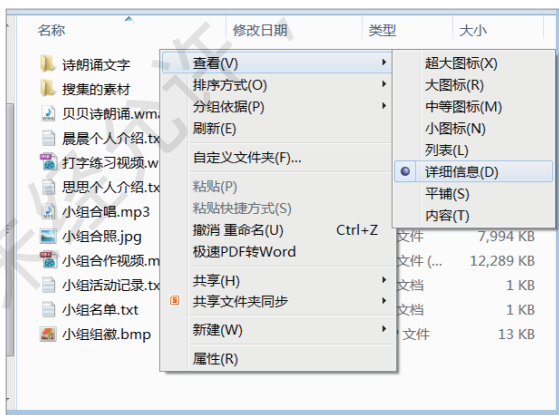 名称 修改日期 类型 大小
诗朗诵文字
搜集的素材
贝贝诗朗诵.wma
晨晨个人介绍.tx
打字练习视频.w
思思个人介绍.tx
小组合唱.mp3
小组合照.jpg 文件 7,994 KB
小组合作视频.m 文件 (... 12,289 KB
小组活动记录.tx 文档 1 KB
小组名单.txt 文档 1 KB
小组组徽.bmp 文件 13 KB
查看(V)
排序方式(O)
分组依据(P)
刷新(E)
自定义文件夹(F)...
粘贴(P)
粘贴快捷方式(S)
撤消 重命名(U) Ctrl+Z
极速PDF转Word
共享(H)
共享文件夹同步
新建(W)
属性(R)
超大图标(X)
大图标(R)
中等图标(M)
小图标(N)
列表(L)
详细信息(D)
平铺(S)
内容(T)
未经允许